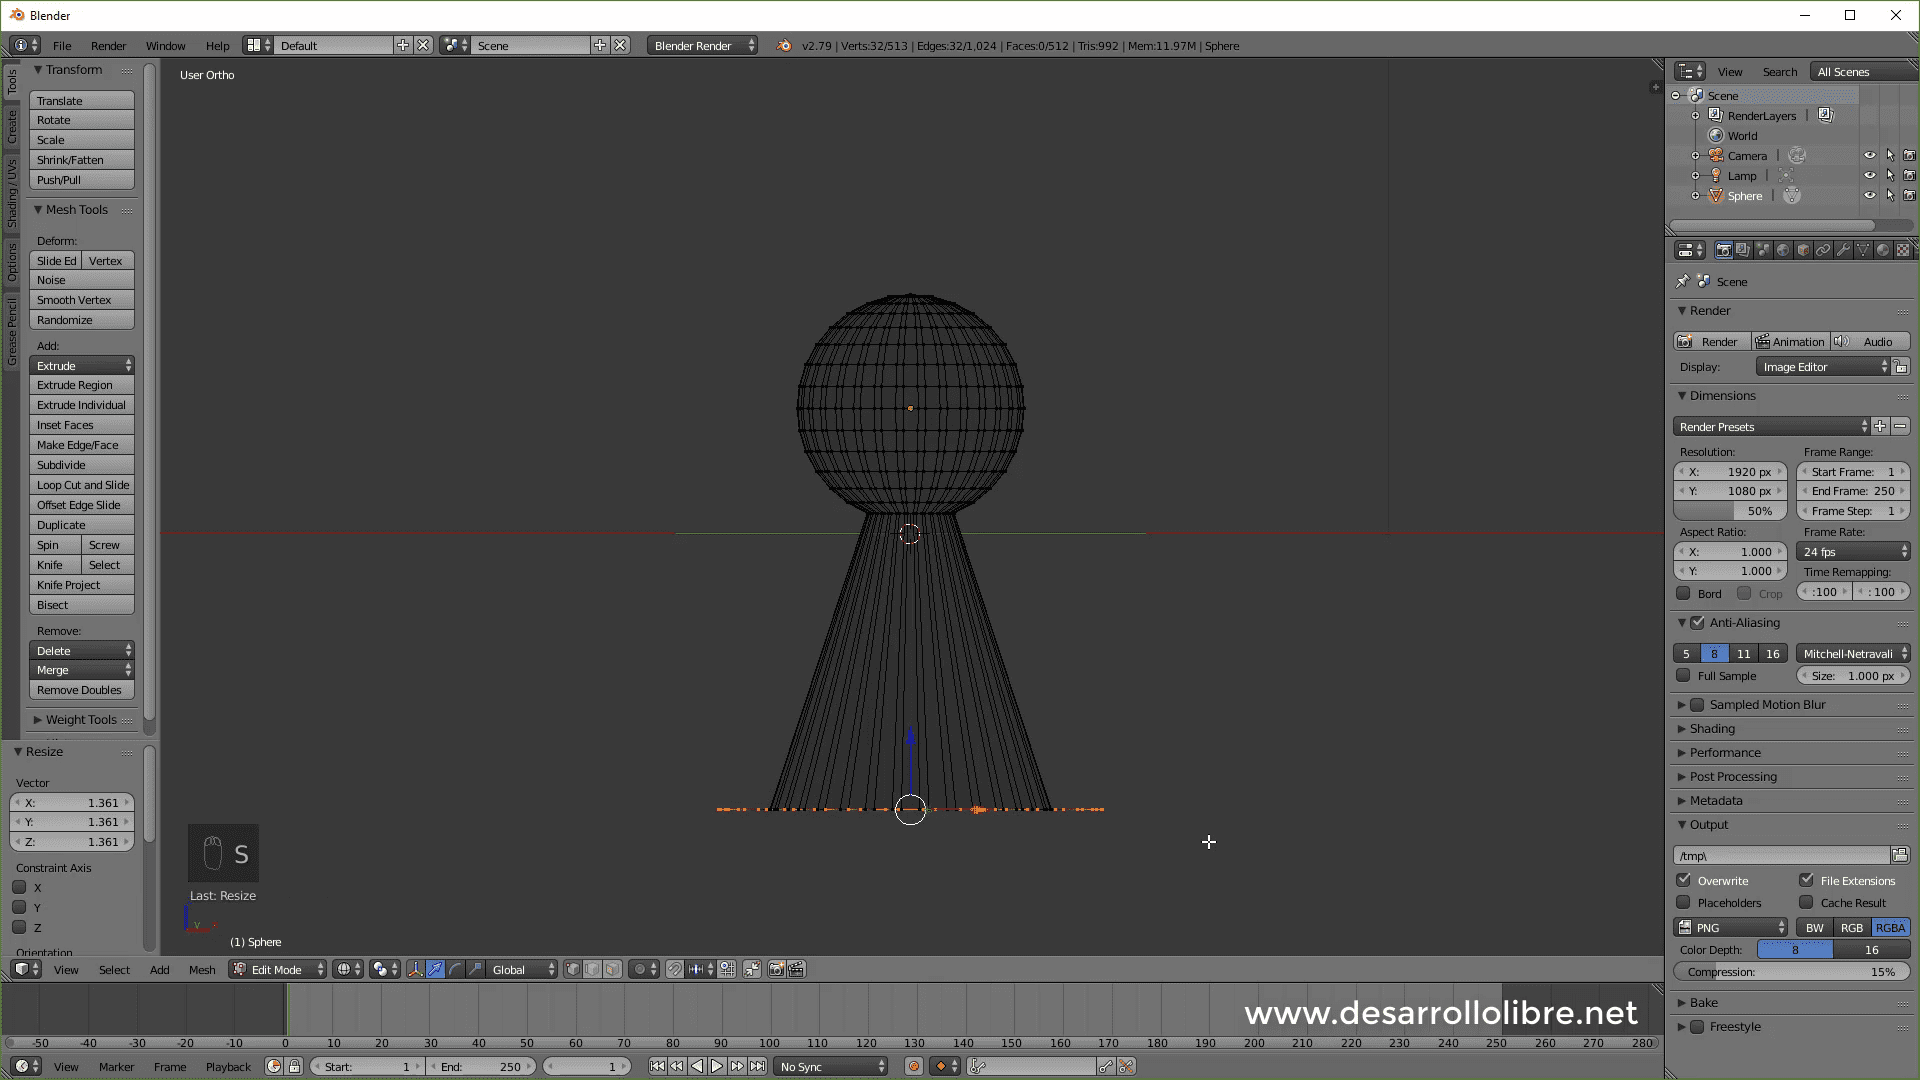 Blender
File Render Window Help Default Scene Blender Render v2.79 | Verts:32/513 | Edges:32/1,024 | Faces:0/512 | Tris:992 | Mem:11.97M | Sphere
Tools
Create
Shading / UVs
Options
Grease Pencil
Transform
Translate
Rotate
Scale
Shrink/Fatten
Push/Pull
Mesh Tools
Deform:
Slide Ed Vertex
Noise
Smooth Vertex
Randomize
Add:
Extrude
Extrude Region
Extrude Individual
Inset Faces
Make Edge/Face
Subdivide
Loop Cut and Slide
Offset Edge Slide
Duplicate
Spin Screw
Knife Select
Knife Project
Bisect
Remove:
Delete
Merge
Remove Doubles
Weight Tools
Resize
Vector
X: 1.361
Y: 1.361
Z: 1.361
Constraint Axis
X
Y
Z
Orientation
User Ortho
S
Last: Resize
(1) Sphere
View Select Add Mesh Edit Mode Global
View Search All Scenes
Scene
RenderLayers
World
Camera
Lamp
Sphere
Scene
Render
Render Animation Audio
Display: Image Editor
Dimensions
Render Presets
Resolution: Frame Range:
X: 1920 px Start Frame: 1
Y: 1080 px End Frame: 250
50% Frame Step: 1
Aspect Ratio: Frame Rate:
X: 1.000 24 fps
Y: 1.000 Time Remapping:
Bord Crop :100 :100
Anti-Aliasing
5 8 11 16 Mitchell-Netravali
Full Sample Size: 1.000 px
Sampled Motion Blur
Shading
Performance
Post Processing
Metadata
Output
/tmp\
Overwrite File Extensions
Placeholders Cache Result
PNG BW RGB RGBA
Color Depth: 8 16
Compression: 15%
Bake
Freestyle
www.desarrollolibre.net
-50 -40 -30 -20 -10 0 10 20 30 40 50 60 70 80 90 100 110 120 130 140 150 160 170 180 190 200 210 220 230 240 250 260 270 280
View Marker Frame Playback Start: 1 End: 250 1 No Sync